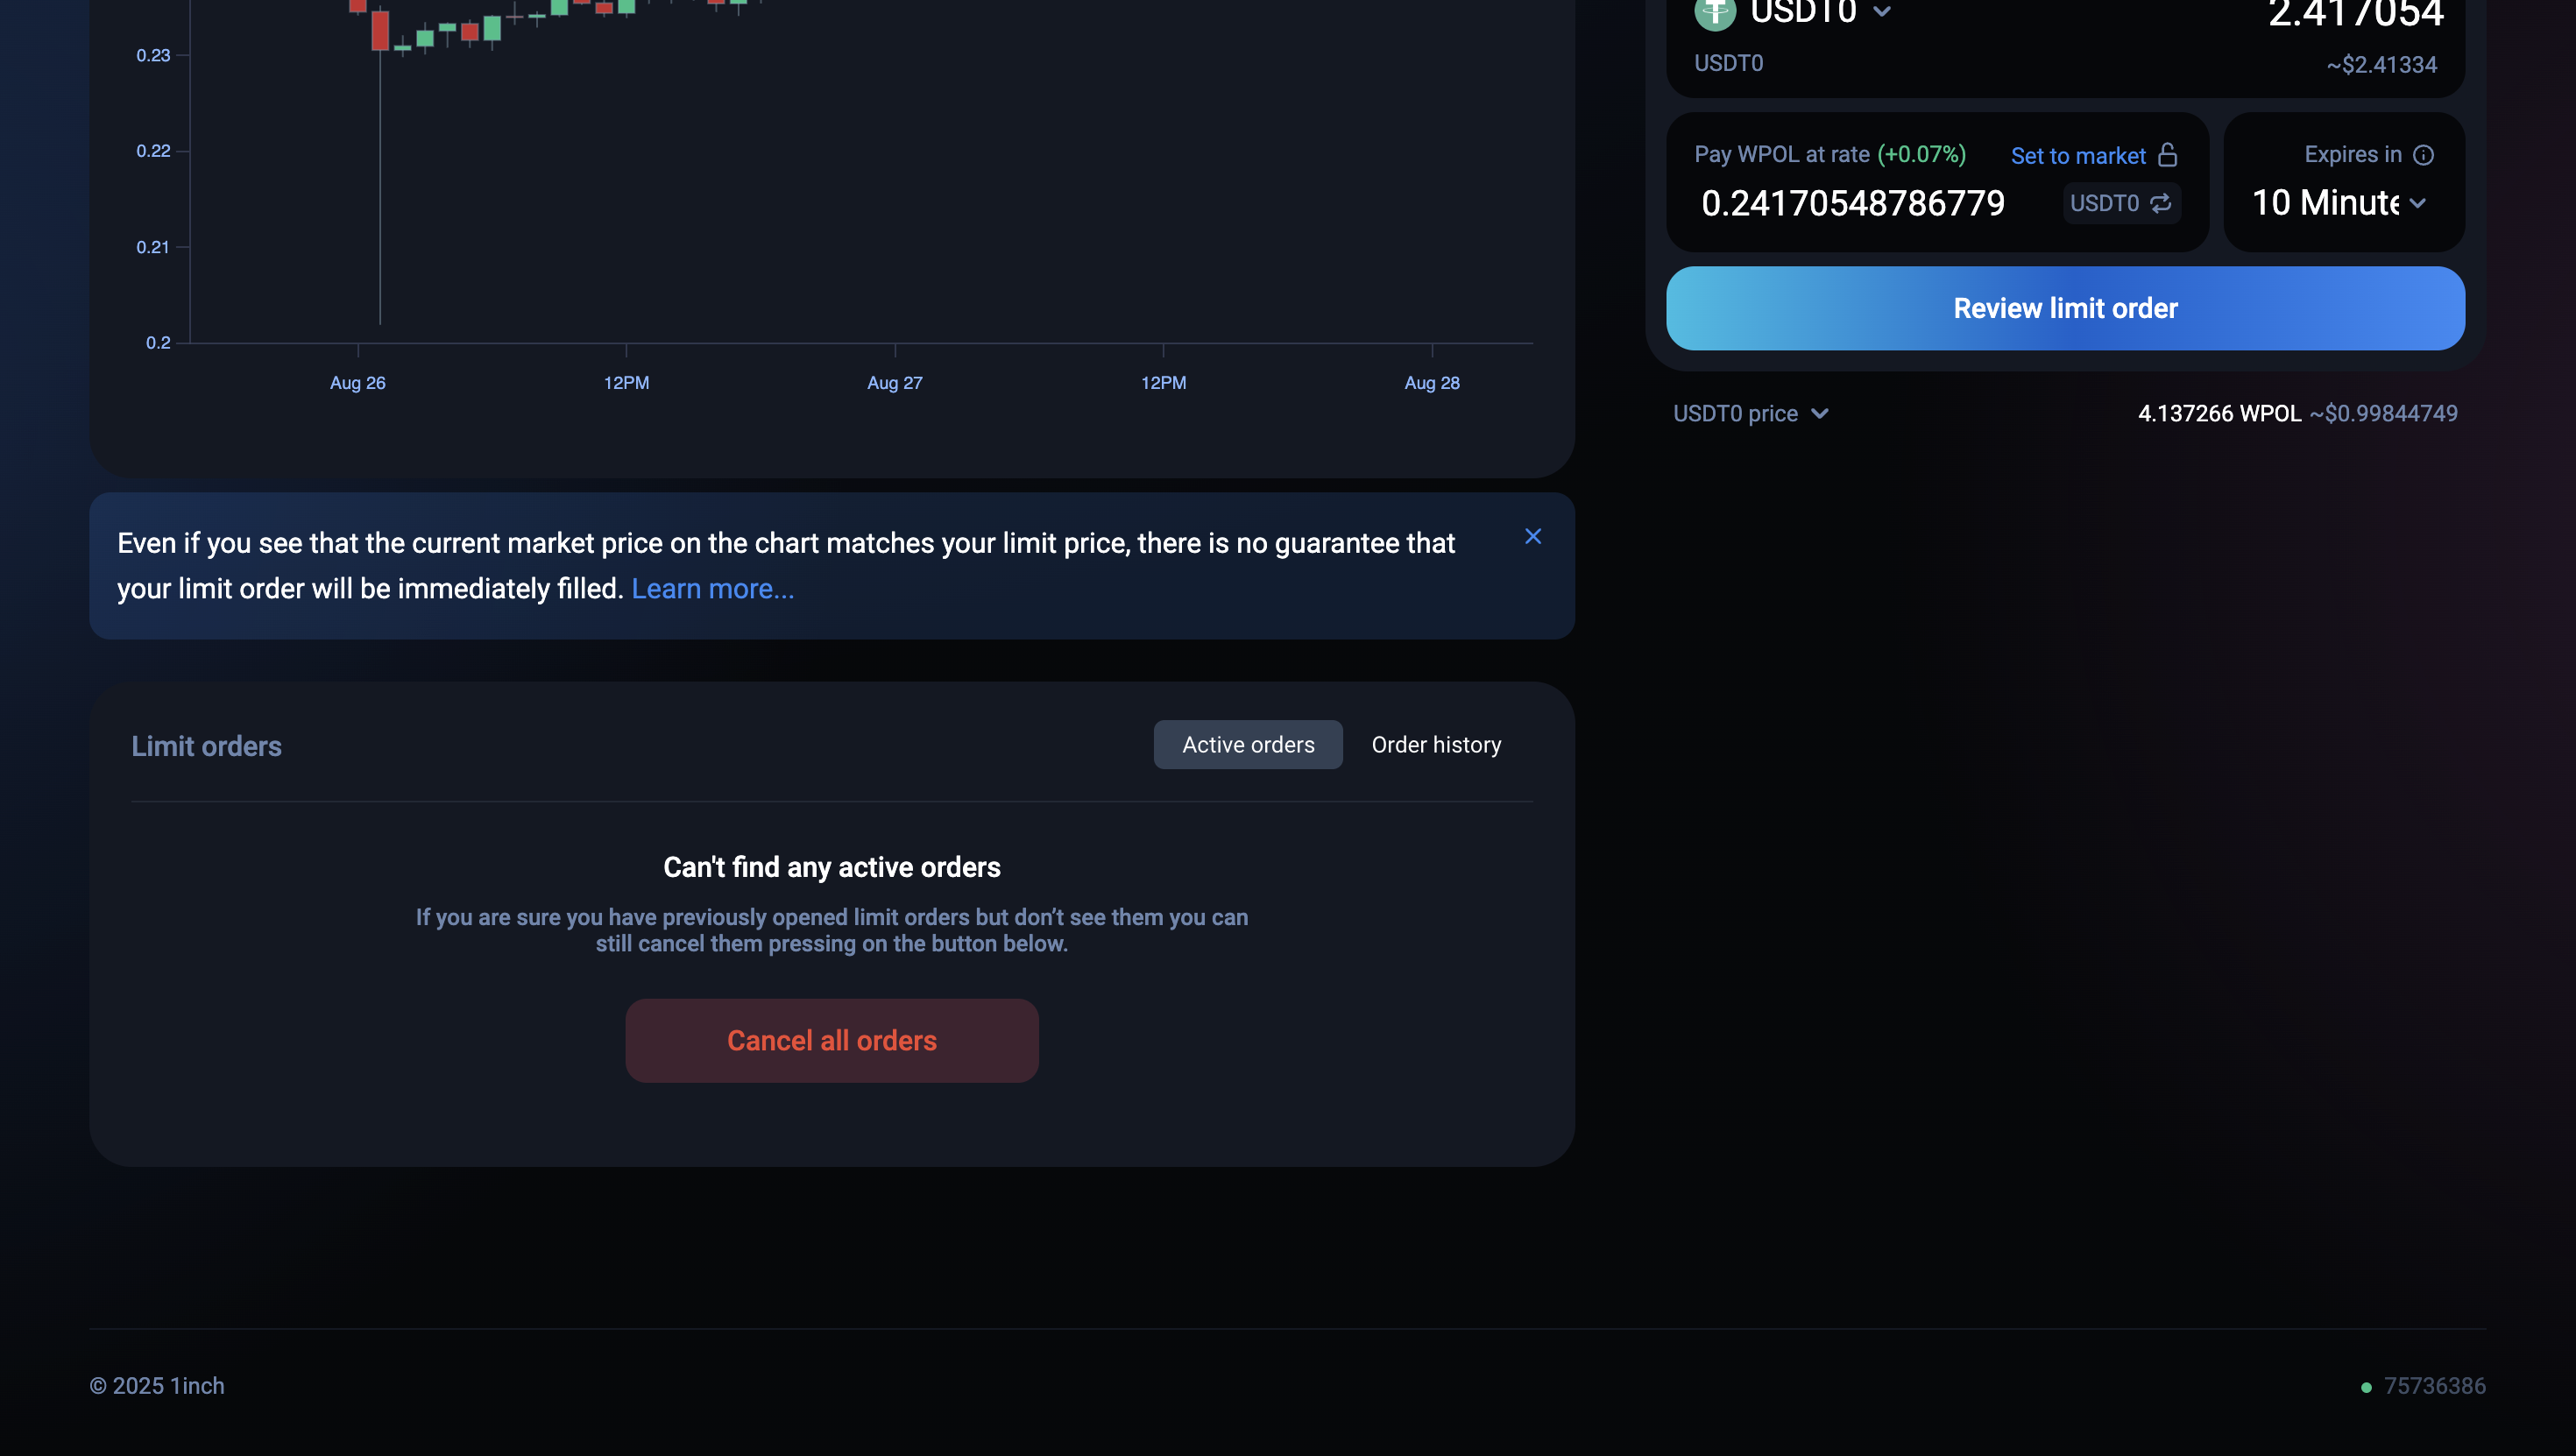 0.23
0.22
0.21
0.2
Aug 26
12PM
Aug 27
12PM
Aug 28
USDT0
2.417054
USDT0
~$2.41334
Pay WPOL at rate (+0.07%)
Set to market
0.24170548786779
USDT0
Expires in
10 Minute
Review limit order
USDT0 price
4.137266 WPOL ~$0.99844749
Even if you see that the current market price on the chart matches your limit price, there is no guarantee that
your limit order will be immediately filled. Learn more...
Limit orders
Active orders
Order history
Can't find any active orders
If you are sure you have previously opened limit orders but don’t see them you can
still cancel them pressing on the button below.
Cancel all orders
© 2025 1inch
75736386